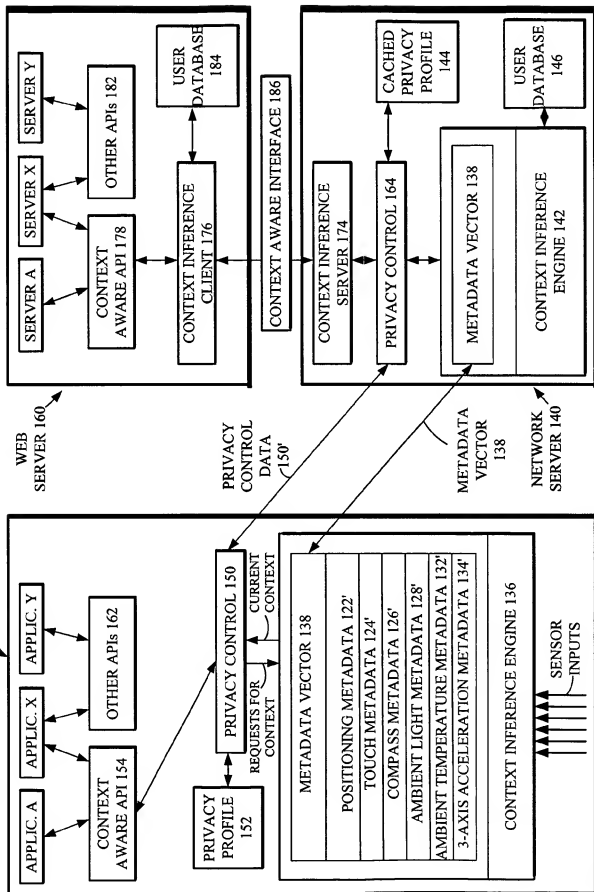 APPLIC. A
APPLIC. X
APPLIC. Y
CONTEXT
AWARE API 154
OTHER APIs 162
PRIVACY
PROFILE
152
PRIVACY CONTROL 150
REQUESTS FOR
CONTEXT
CURRENT
CONTEXT
METADATA VECTOR 138
POSITIONING METADATA 122'
TOUCH METADATA 124'
COMPASS METADATA 126'
AMBIENT LIGHT METADATA 128'
AMBIENT TEMPERATURE METADATA 132'
3-AXIS ACCELERATION METADATA 134'
CONTEXT INFERENCE ENGINE 136
SENSOR
INPUTS
WEB
SERVER 160
PRIVACY
CONTROL
DATA
150'
METADATA
VECTOR
138
NETWORK
SERVER 140
SERVER A
SERVER X
SERVER Y
CONTEXT
AWARE API 178
OTHER APIs 182
CONTEXT INFERENCE
CLIENT 176
USER
DATABASE
184
CONTEXT AWARE INTERFACE 186
CONTEXT INFERENCE
SERVER 174
PRIVACY CONTROL 164
CACHED
PRIVACY
PROFILE
144
METADATA VECTOR 138
CONTEXT INFERENCE
ENGINE 142
USER
DATABASE
146